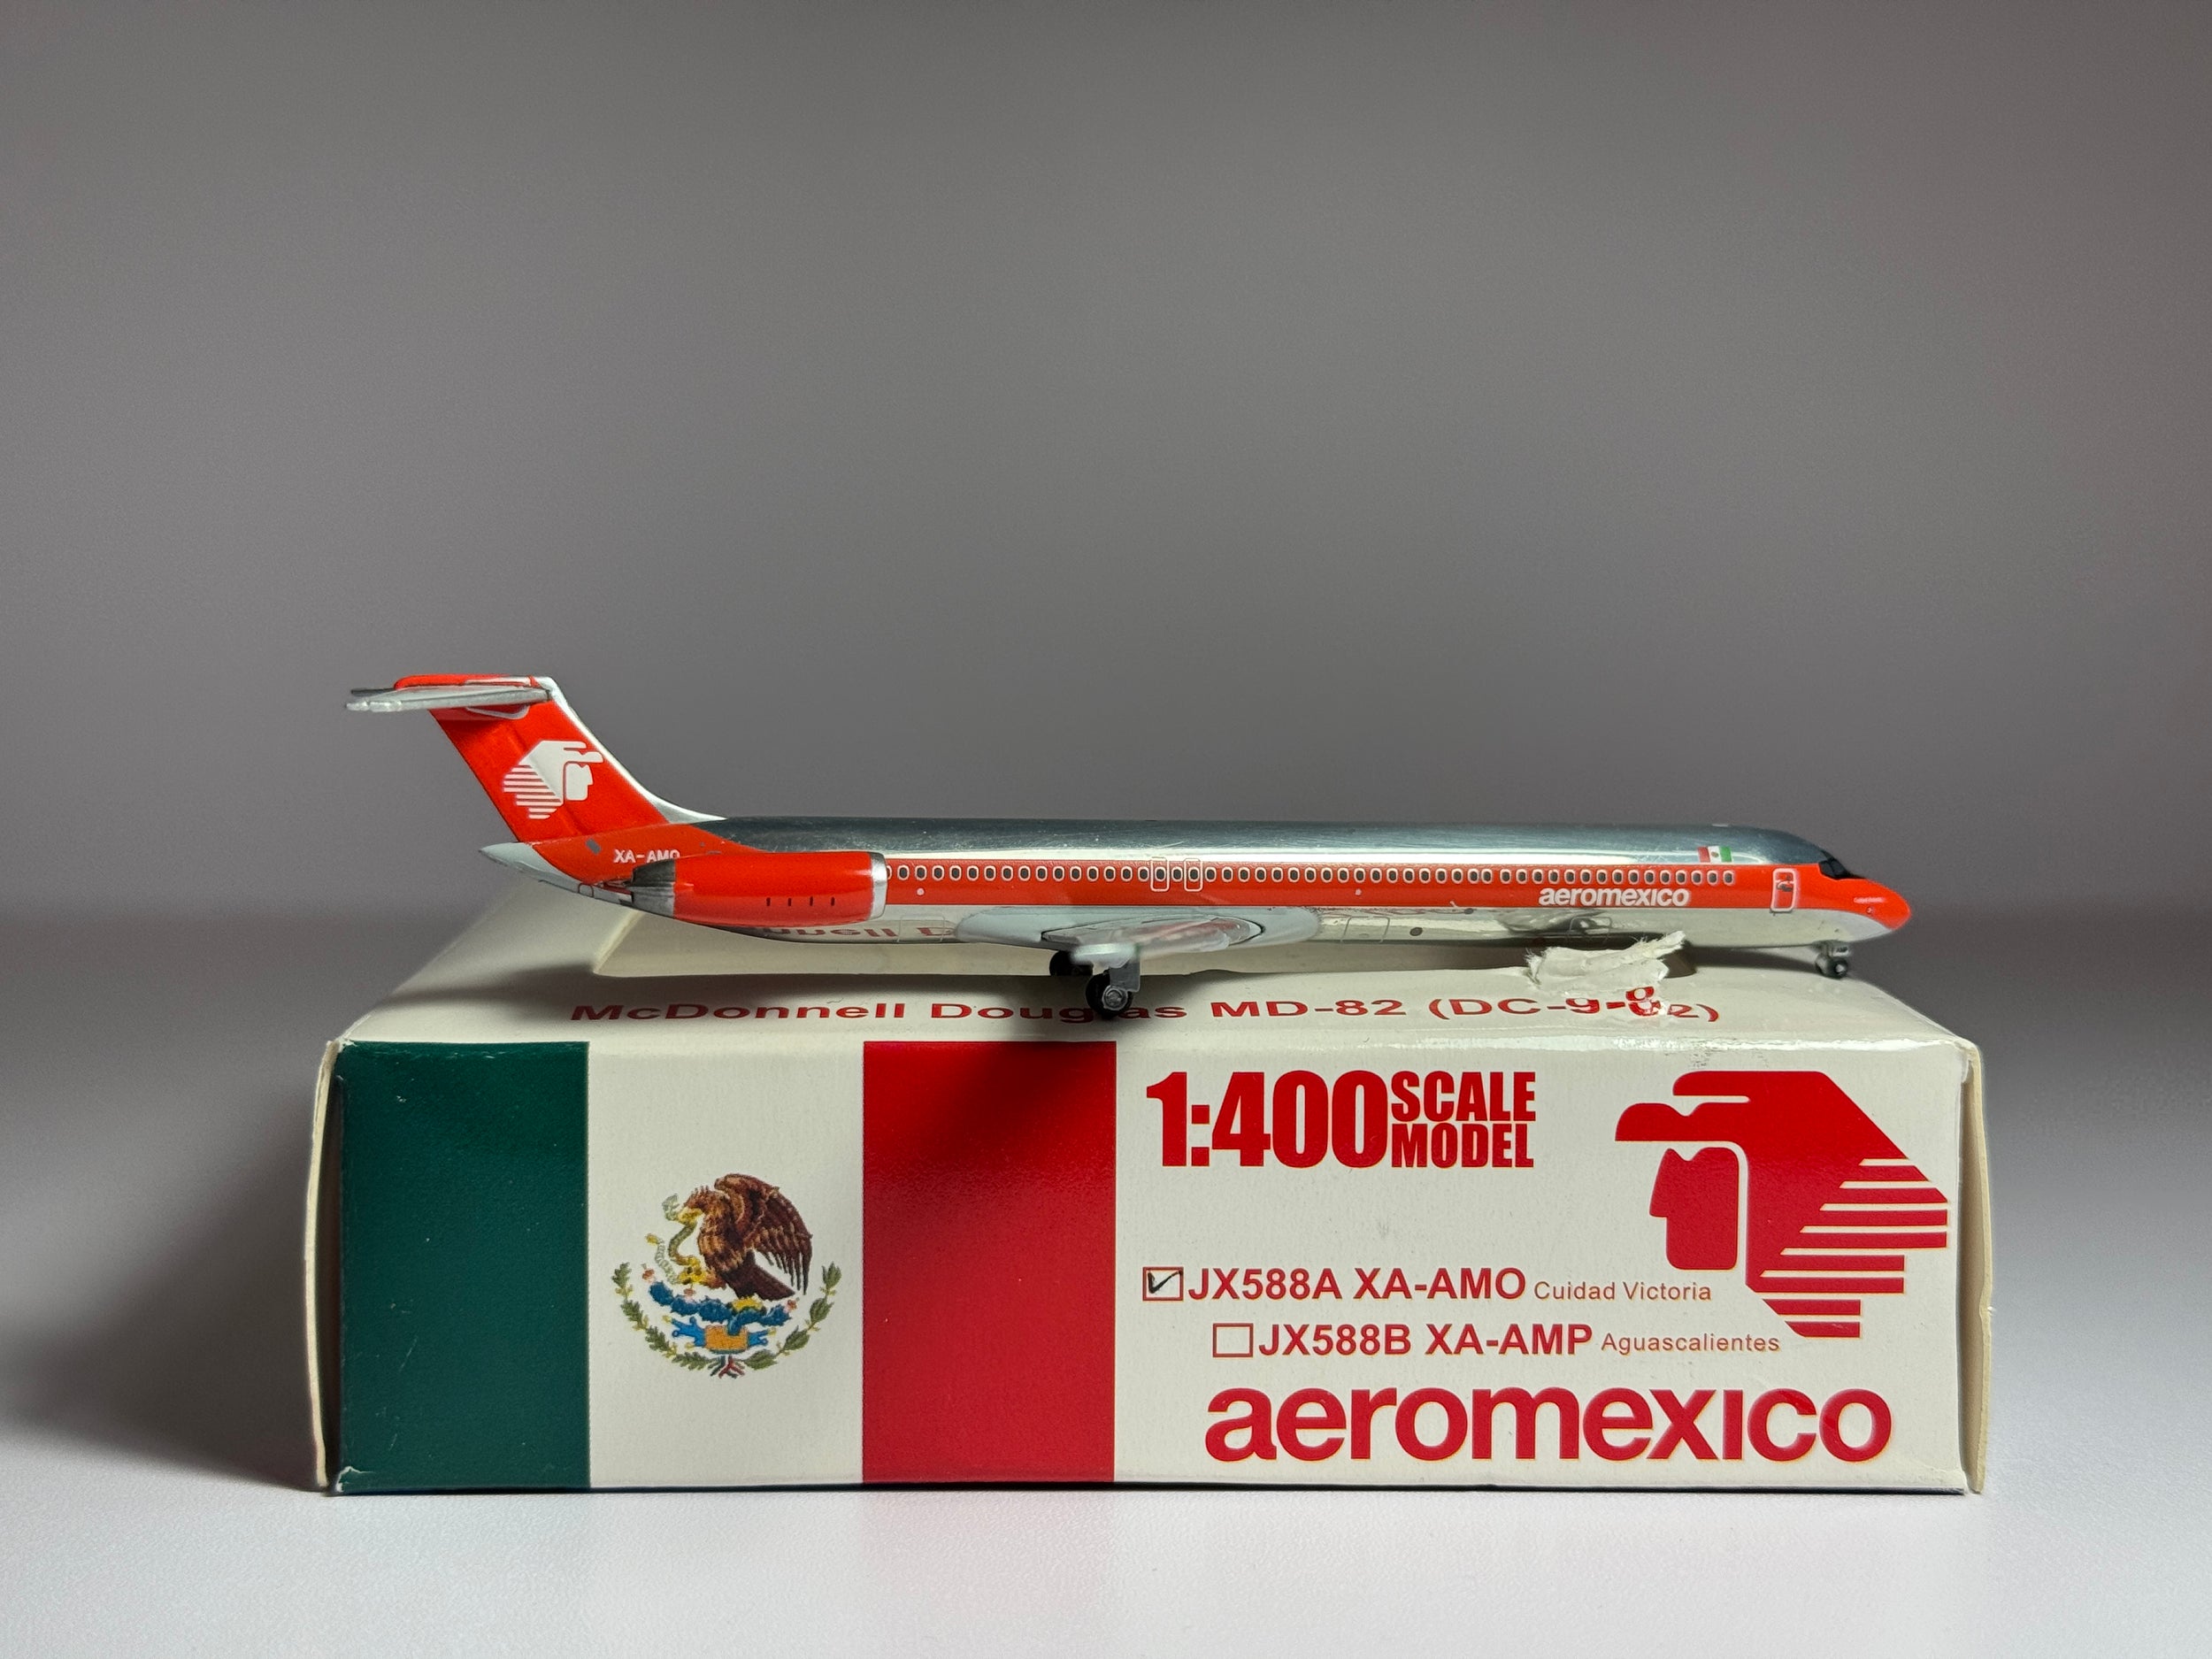 XA-AMO
aeromexico
McDonnell Douglas MD-82 (DC-9-82)
1:400 SCALE MODEL
JX588A XA-AMO Cuidad Victoria
JX588B XA-AMP Aguascalientes
aeromexico